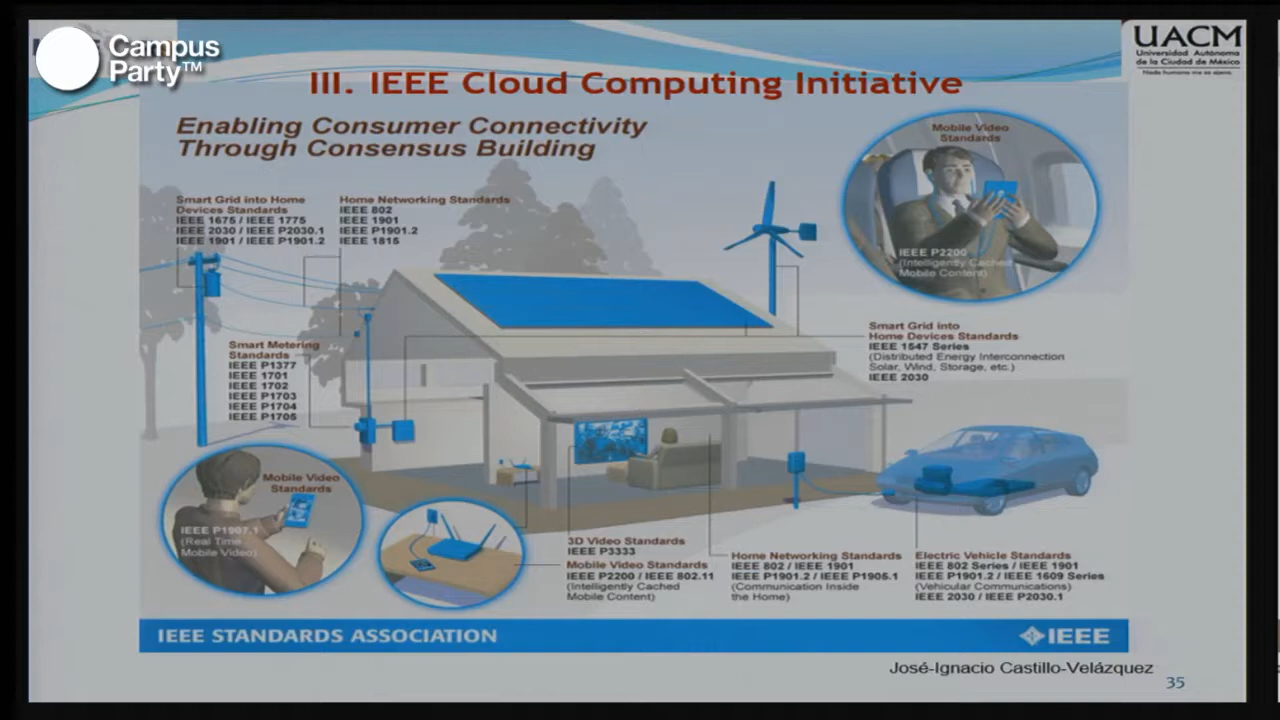 Campus
Party™
UACM
Universidad Autónoma
de la Ciudad de México
Nada humano me es ajeno
III. IEEE Cloud Computing Initiative
Enabling Consumer Connectivity
Through Consensus Building
Mobile Video
Standards
IEEE P2200
(Intelligently Cached
Mobile Content)
Smart Grid into Home
Devices Standards
IEEE 1675 / IEEE 1775
IEEE 2030 / IEEE P2030.1
IEEE 1901 / IEEE P1901.2
Home Networking Standards
IEEE 802
IEEE 1901
IEEE P1901.2
IEEE 1815
Smart Metering
Standards
IEEE P1377
IEEE 1701
IEEE 1702
IEEE P1703
IEEE P1704
IEEE P1705
Smart Grid into
Home Devices Standards
IEEE 1547 Series
(Distributed Energy Interconnection
Solar, Wind, Storage, etc.)
IEEE 2030
Mobile Video
Standards
IEEE P1907.1
(Real Time
Mobile Video)
3D Video Standards
IEEE P3333
Mobile Video Standards
IEEE P2200 / IEEE 802.11
(Intelligently Cached
Mobile Content)
Home Networking Standards
IEEE 802 / IEEE 1901
IEEE P1901.2 / IEEE P1905.1
(Communication Inside
the Home)
Electric Vehicle Standards
IEEE 802 Series / IEEE 1901
IEEE P1901.2 / IEEE 1609 Series
(Vehicular Communications)
IEEE 2030 / IEEE P2030.1
IEEE STANDARDS ASSOCIATION
IEEE
José-Ignacio Castillo-Velázquez
35